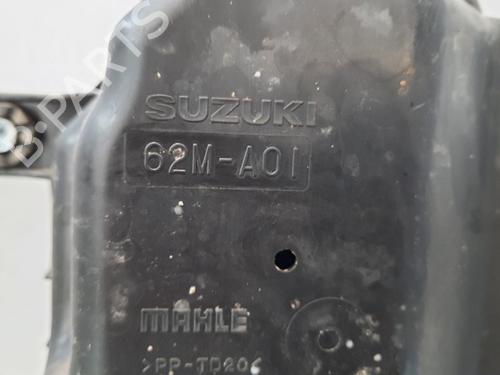 B-PARTS
SUZUKI
62M-A01
MAHLE
>PP-TD20<